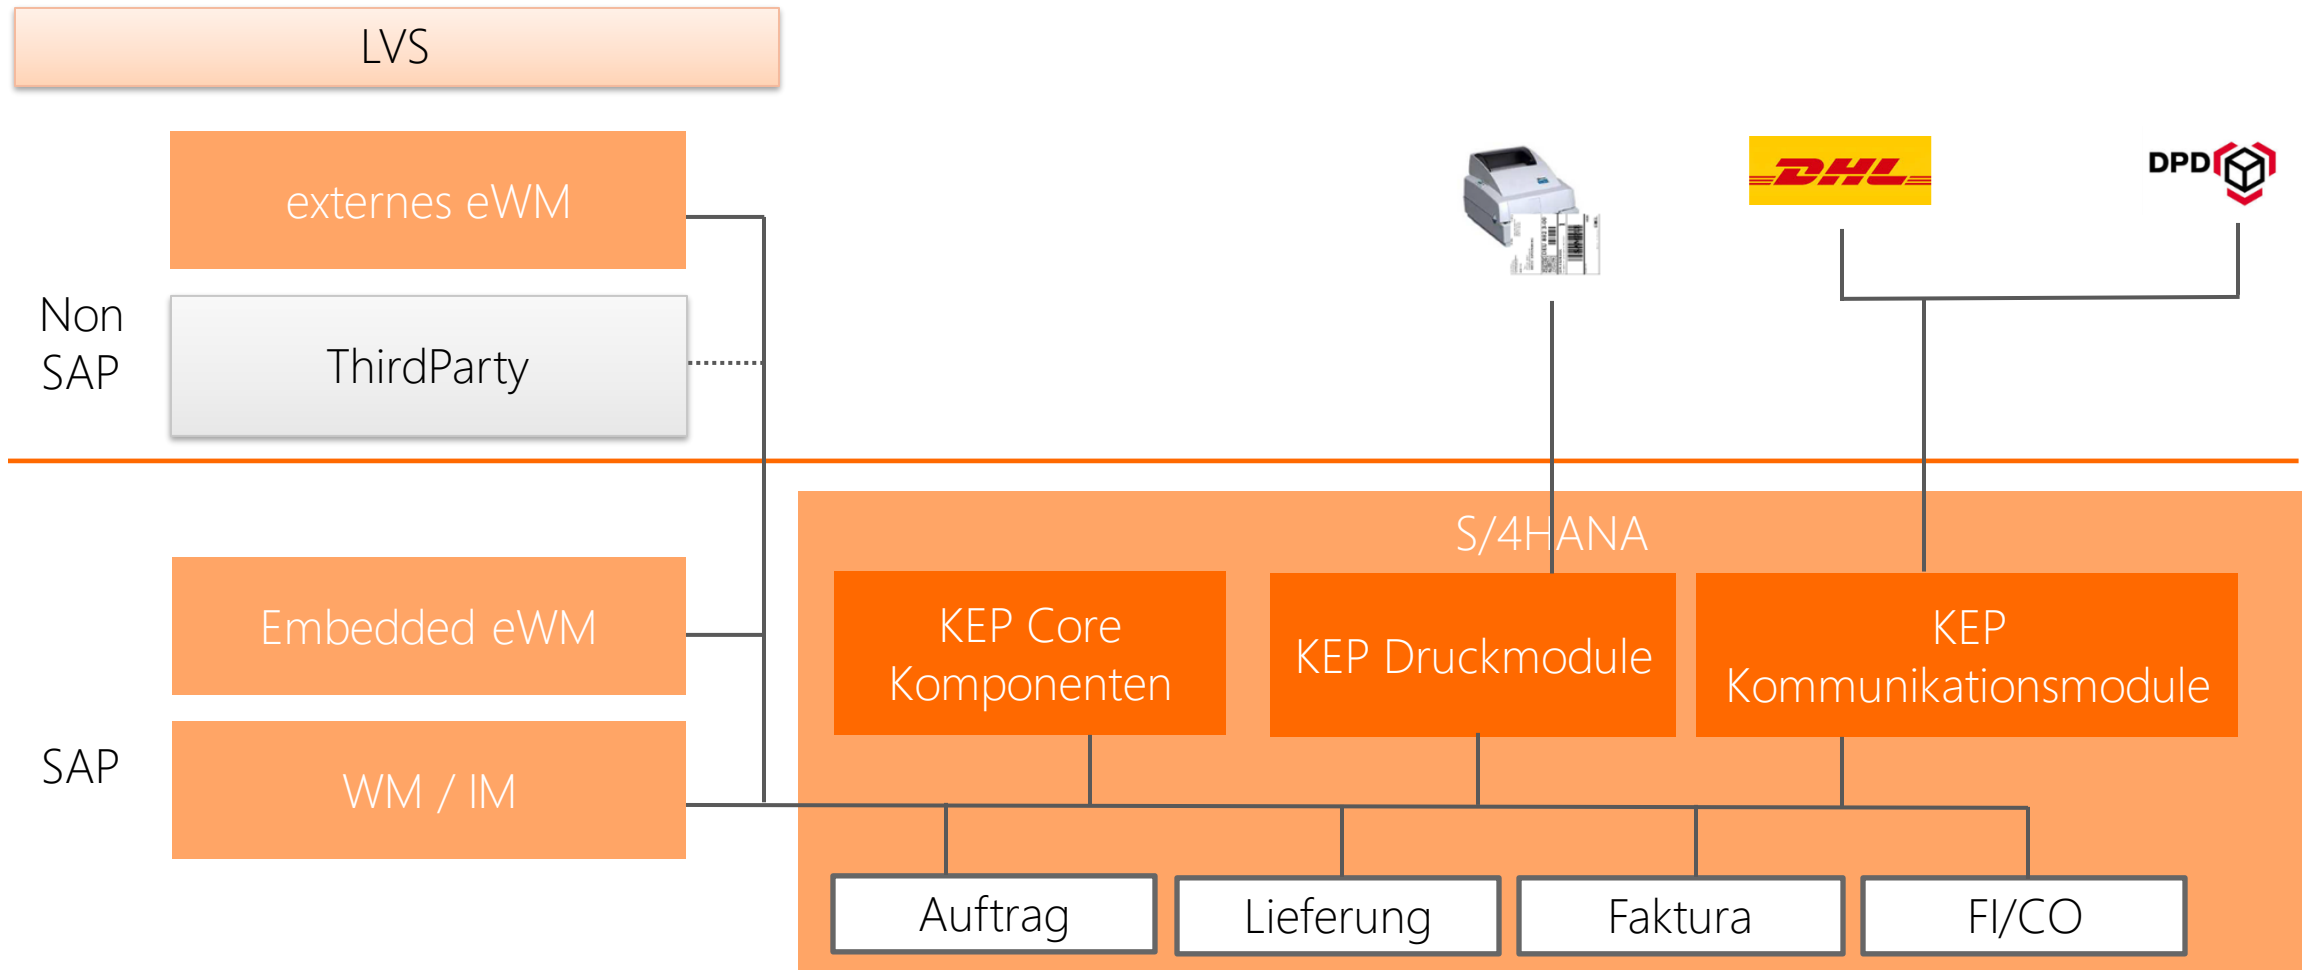 LVS
externes eWM
DHL
DPD
Non
SAP
ThirdParty
S/4HANA
Embedded eWM
KEP Core
Komponenten
KEP Druckmodule
KEP
Kommunikationsmodule
SAP
WM / IM
Auftrag
Lieferung
Faktura
FI/CO